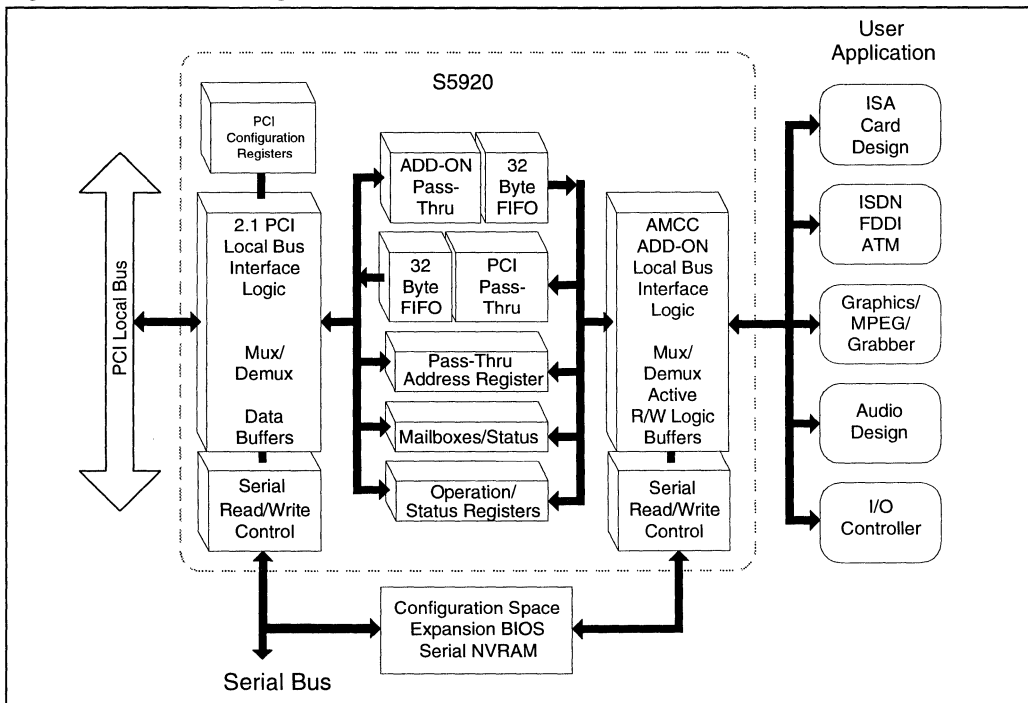 User
Application
S5920
PCI
Configuration
Registers
PCI Local Bus
2.1 PCI
Local Bus
Interface
Logic
Mux/
Demux
Data
Buffers
Serial
Read/Write
Control
ADD-ON
Pass-
Thru
32
Byte
FIFO
32
Byte
FIFO
PCI
Pass-
Thru
Pass-Thru
Address Register
Mailboxes/Status
Operation/
Status Registers
AMCC
ADD-ON
Local Bus
Interface
Logic
Mux/
Demux
Active
R/W Logic
Buffers
Serial
Read/Write
Control
ISA
Card
Design
ISDN
FDDI
ATM
Graphics/
MPEG/
Grabber
Audio
Design
I/O
Controller
Configuration Space
Expansion BIOS
Serial NVRAM
Serial Bus